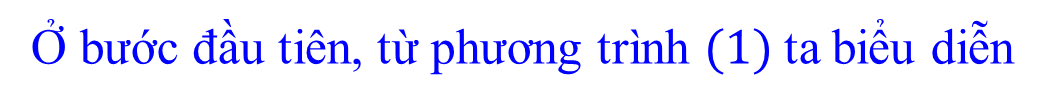 Ở bước đầu tiên, từ phương trình (1) ta biểu diễn